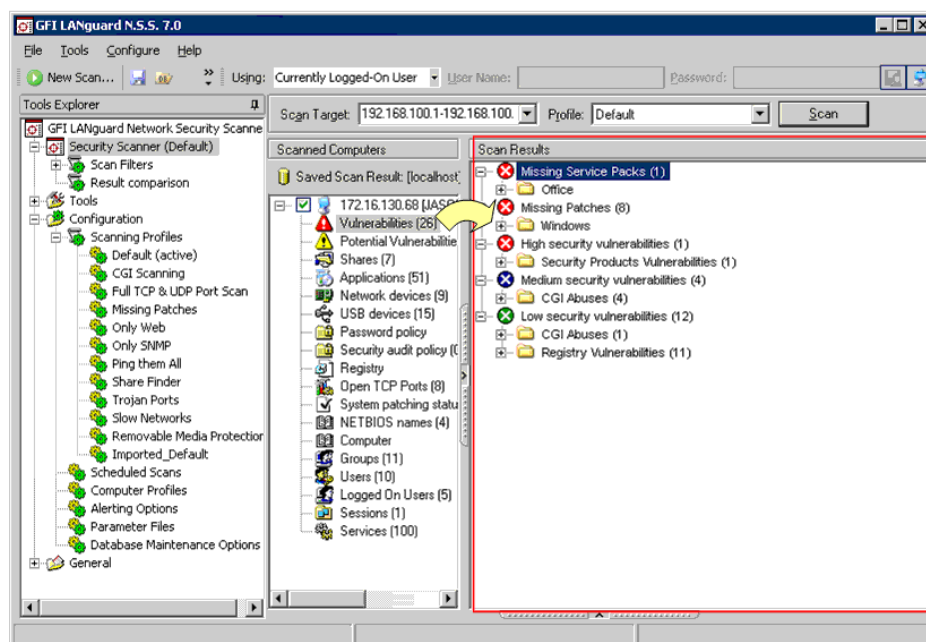 GFI LANguard N.S.S. 7.0
File Tools Configure Help
New Scan... » Using: Currently Logged-On User User Name: Password:
Tools Explorer
GFI LANguard Network Security Scanne
Security Scanner (Default)
Scan Filters
Result comparison
Tools
Configuration
Scanning Profiles
Default (active)
CGI Scanning
Full TCP & UDP Port Scan
Missing Patches
Only Web
Only SNMP
Ping them All
Share Finder
Trojan Ports
Slow Networks
Removable Media Protection
Imported_Default
Scheduled Scans
Computer Profiles
Alerting Options
Parameter Files
Database Maintenance Options
General
Scan Target: 192.168.100.1-192.168.100. Profile: Default Scan
Scanned Computers
Saved Scan Result: [localhost]
172.16.130.68 [JASO
Vulnerabilities (26)
Potential Vulnerabilitie
Shares (7)
Applications (51)
Network devices (9)
USB devices (15)
Password policy
Security audit policy (O
Registry
Open TCP Ports (8)
System patching statu
NETBIOS names (4)
Computer
Groups (11)
Users (10)
Logged On Users (5)
Sessions (1)
Services (100)
Scan Results
Missing Service Packs (1)
Office
Missing Patches (8)
Windows
High security vulnerabilities (1)
Security Products Vulnerabilities (1)
Medium security vulnerabilities (4)
CGI Abuses (4)
Low security vulnerabilities (12)
CGI Abuses (1)
Registry Vulnerabilities (11)